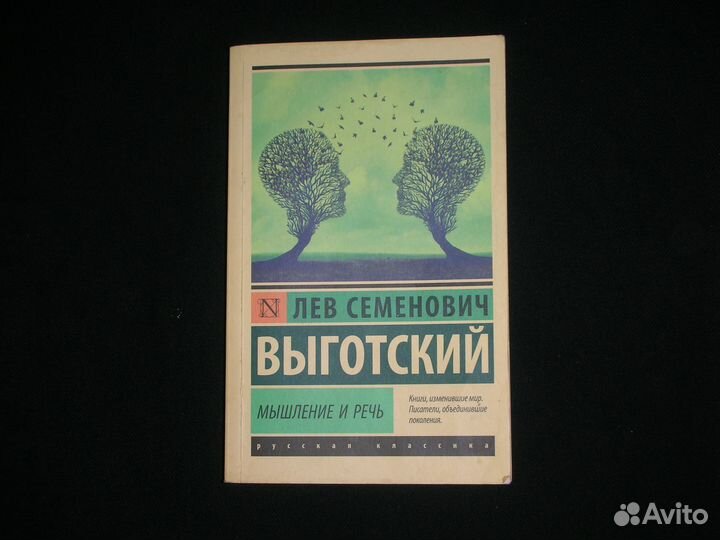 N ЛЕВ СЕМЕНОВИЧ
ВЫГОТСКИЙ
МЫШЛЕНИЕ И РЕЧЬ
Книги, изменившие мир.
Писатели, объединившие
поколения.
русская классика
Avito